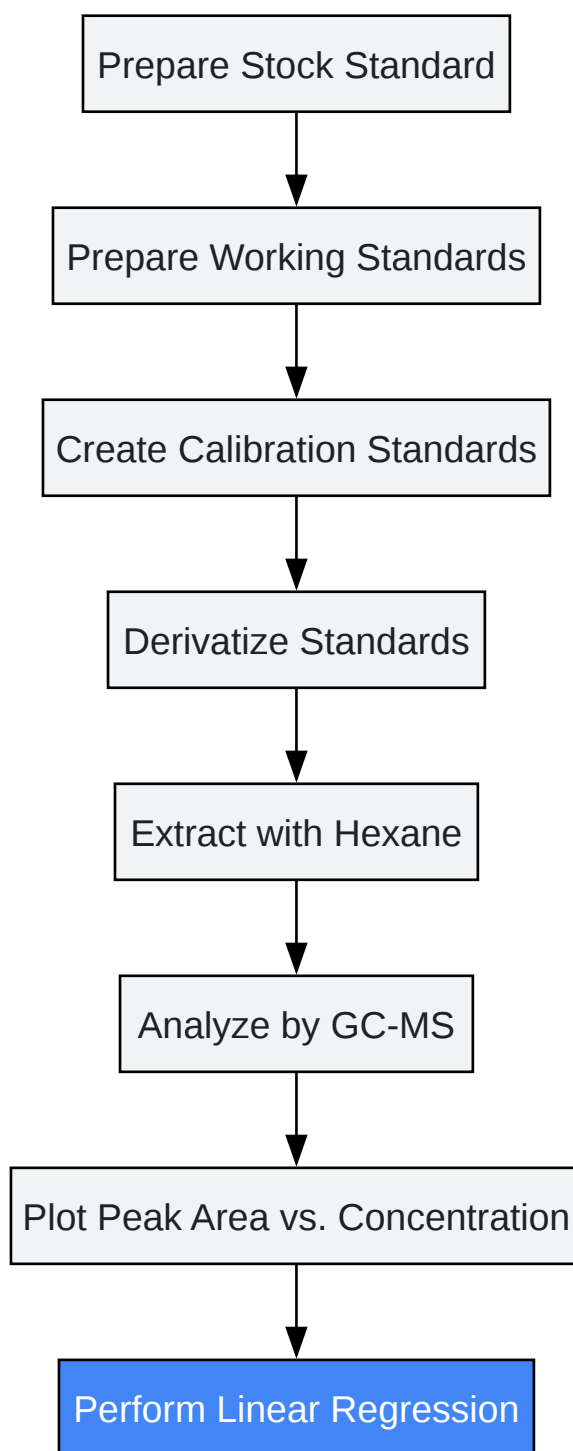 Prepare Stock Standard
Prepare Working Standards
Create Calibration Standards
Derivatize Standards
Extract with Hexane
Analyze by GC-MS
Plot Peak Area vs. Concentration
Perform Linear Regression